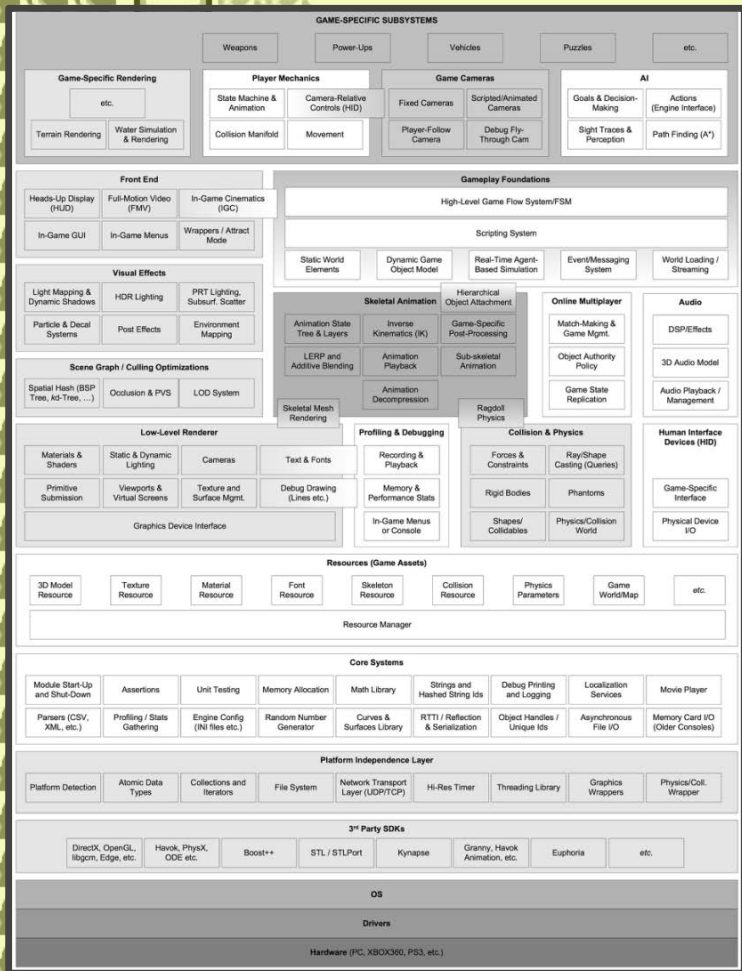 GAME-SPECIFIC SUBSYSTEMS
Weapons
Power-Ups
Vehicles
Puzzles
etc.
Game-Specific Rendering
etc.
Terrain Rendering
Water Simulation
& Rendering
Player Mechanics
State Machine &
Animation
Camera-Relative
Controls (HID)
Collision Manifold
Movement
Game Cameras
Fixed Cameras
Scripted/Animated
Cameras
Player-Follow
Camera
Debug Fly-
Through Cam
AI
Goals & Decision-
Making
Actions
(Engine Interface)
Sight Traces &
Perception
Path Finding (A*)
Front End
Heads-Up Display
(HUD)
Full-Motion Video
(FMV)
In-Game Cinematics
(IGC)
In-Game GUI
In-Game Menus
Wrappers / Attract
Mode
Gameplay Foundations
High-Level Game Flow System/FSM
Scripting System
Static World
Elements
Dynamic Game
Object Model
Real-Time Agent-
Based Simulation
Event/Messaging
System
World Loading /
Streaming
Visual Effects
Light Mapping &
Dynamic Shadows
HDR Lighting
PRT Lighting,
Subsurf. Scatter
Particle & Decal
Systems
Post Effects
Environment
Mapping
Hierarchical
Object Attachment
Skeletal Animation
Animation State
Tree & Layers
Inverse
Kinematics (IK)
Game-Specific
Post-Processing
LERP and
Additive Blending
Animation
Playback
Sub-skeletal
Animation
Animation
Decompression
Skeletal Mesh
Rendering
Ragdoll
Physics
Online Multiplayer
Match-Making &
Game Mgmt.
Object Authority
Policy
Game State
Replication
Audio
DSP/Effects
3D Audio Model
Audio Playback /
Management
Scene Graph / Culling Optimizations
Spatial Hash (BSP
Tree, kd-Tree, …)
Occlusion & PVS
LOD System
Low-Level Renderer
Materials &
Shaders
Static & Dynamic
Lighting
Cameras
Text & Fonts
Primitive
Submission
Viewports &
Virtual Screens
Texture and
Surface Mgmt.
Debug Drawing
(Lines etc.)
Graphics Device Interface
Profiling & Debugging
Recording &
Playback
Memory &
Performance Stats
In-Game Menus
or Console
Collision & Physics
Forces &
Constraints
Ray/Shape
Casting (Queries)
Rigid Bodies
Phantoms
Shapes/
Collidables
Physics/Collision
World
Human Interface
Devices (HID)
Game-Specific
Interface
Physical Device
I/O
Resources (Game Assets)
3D Model
Resource
Texture
Resource
Material
Resource
Font
Resource
Skeleton
Resource
Collision
Resource
Physics
Parameters
Game
World/Map
etc.
Resource Manager
Core Systems
Module Start-Up
and Shut-Down
Assertions
Unit Testing
Memory Allocation
Math Library
Strings and
Hashed String Ids
Debug Printing
and Logging
Localization
Services
Movie Player
Parsers (CSV,
XML, etc.)
Profiling / Stats
Gathering
Engine Config
(INI files etc.)
Random Number
Generator
Curves &
Surfaces Library
RTTI / Reflection
& Serialization
Object Handles /
Unique Ids
Asynchronous
File I/O
Memory Card I/O
(Older Consoles)
Platform Independence Layer
Platform Detection
Atomic Data
Types
Collections and
Iterators
File System
Network Transport
Layer (UDP/TCP)
Hi-Res Timer
Threading Library
Graphics
Wrappers
Physics/Coll.
Wrapper
3rd Party SDKs
DirectX, OpenGL,
libgcm, Edge, etc.
Havok, PhysX,
ODE etc.
Boost++
STL / STLPort
Kynapse
Granny, Havok
Animation, etc.
Euphoria
etc.
OS
Drivers
Hardware (PC, XBOX360, PS3, etc.)